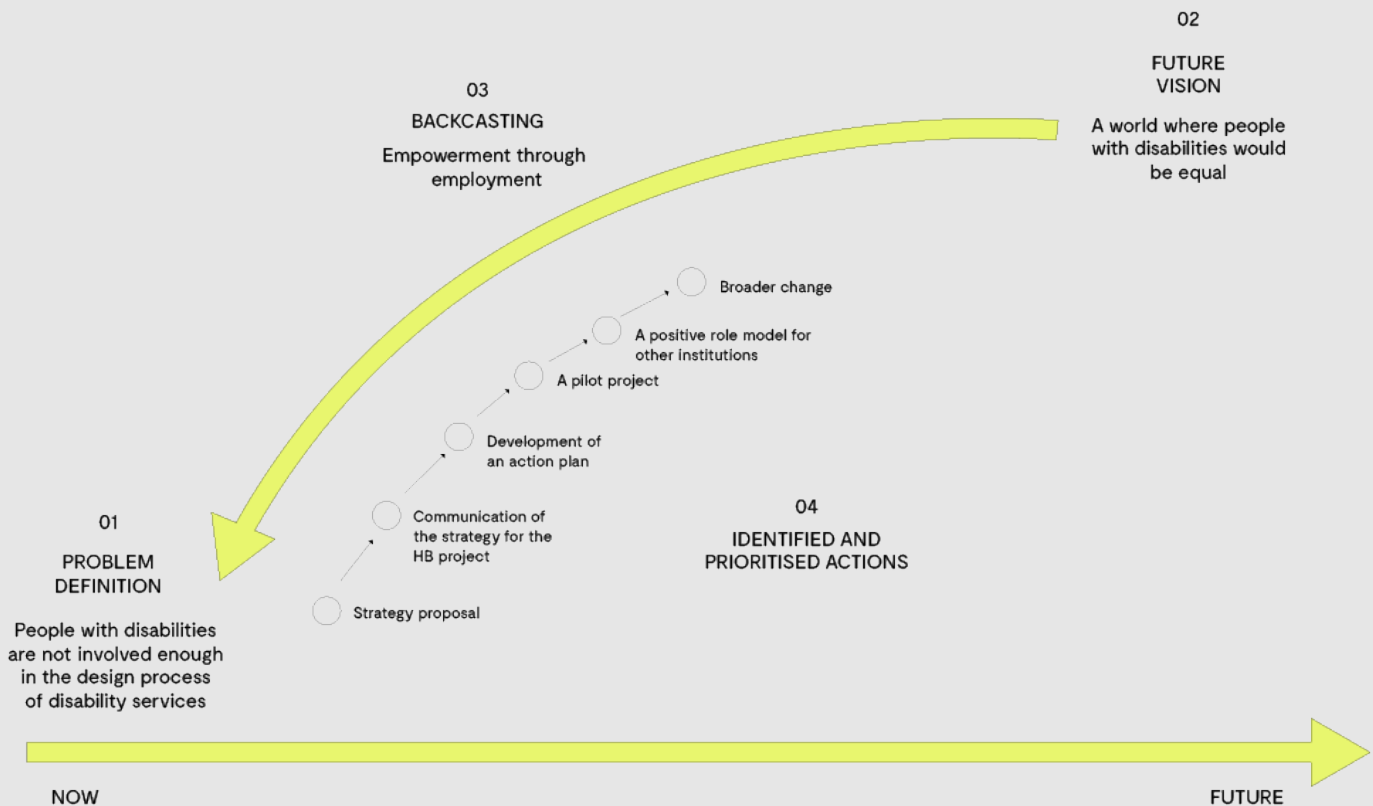 01
PROBLEM
DEFINITION
People with disabilities
are not involved enough
in the design process
of disability services
02
FUTURE
VISION
A world where people
with disabilities would
be equal
03
BACKCASTING
Empowerment through
employment
04
IDENTIFIED AND
PRIORITISED ACTIONS
Strategy proposal
Communication of
the strategy for the
HB project
Development of
an action plan
A pilot project
A positive role model for
other institutions
Broader change
NOW
FUTURE